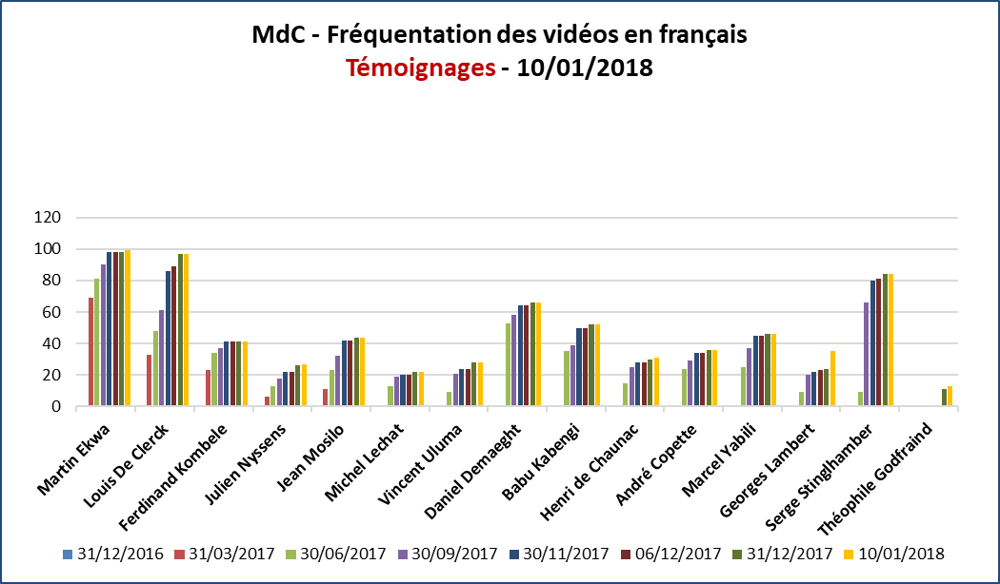 MdC - Fréquentation des vidéos en français
Témoignages - 10/01/2018
120
100
80
60
40
20
0
Martin Ekwa
Louis De Clerck
Ferdinand Kombele
Julien Nyssens
Jean Mosilo
Michel Lechat
Vincent Uluma
Daniel Demaeght
Babu Kabengi
Henri de Chaunac
André Copette
Marcel Yabili
Georges Lambert
Serge Stinglhamber
Théophile Godfraind
31/12/2016 31/03/2017 30/06/2017 30/09/2017 30/11/2017 06/12/2017 31/12/2017 10/01/2018